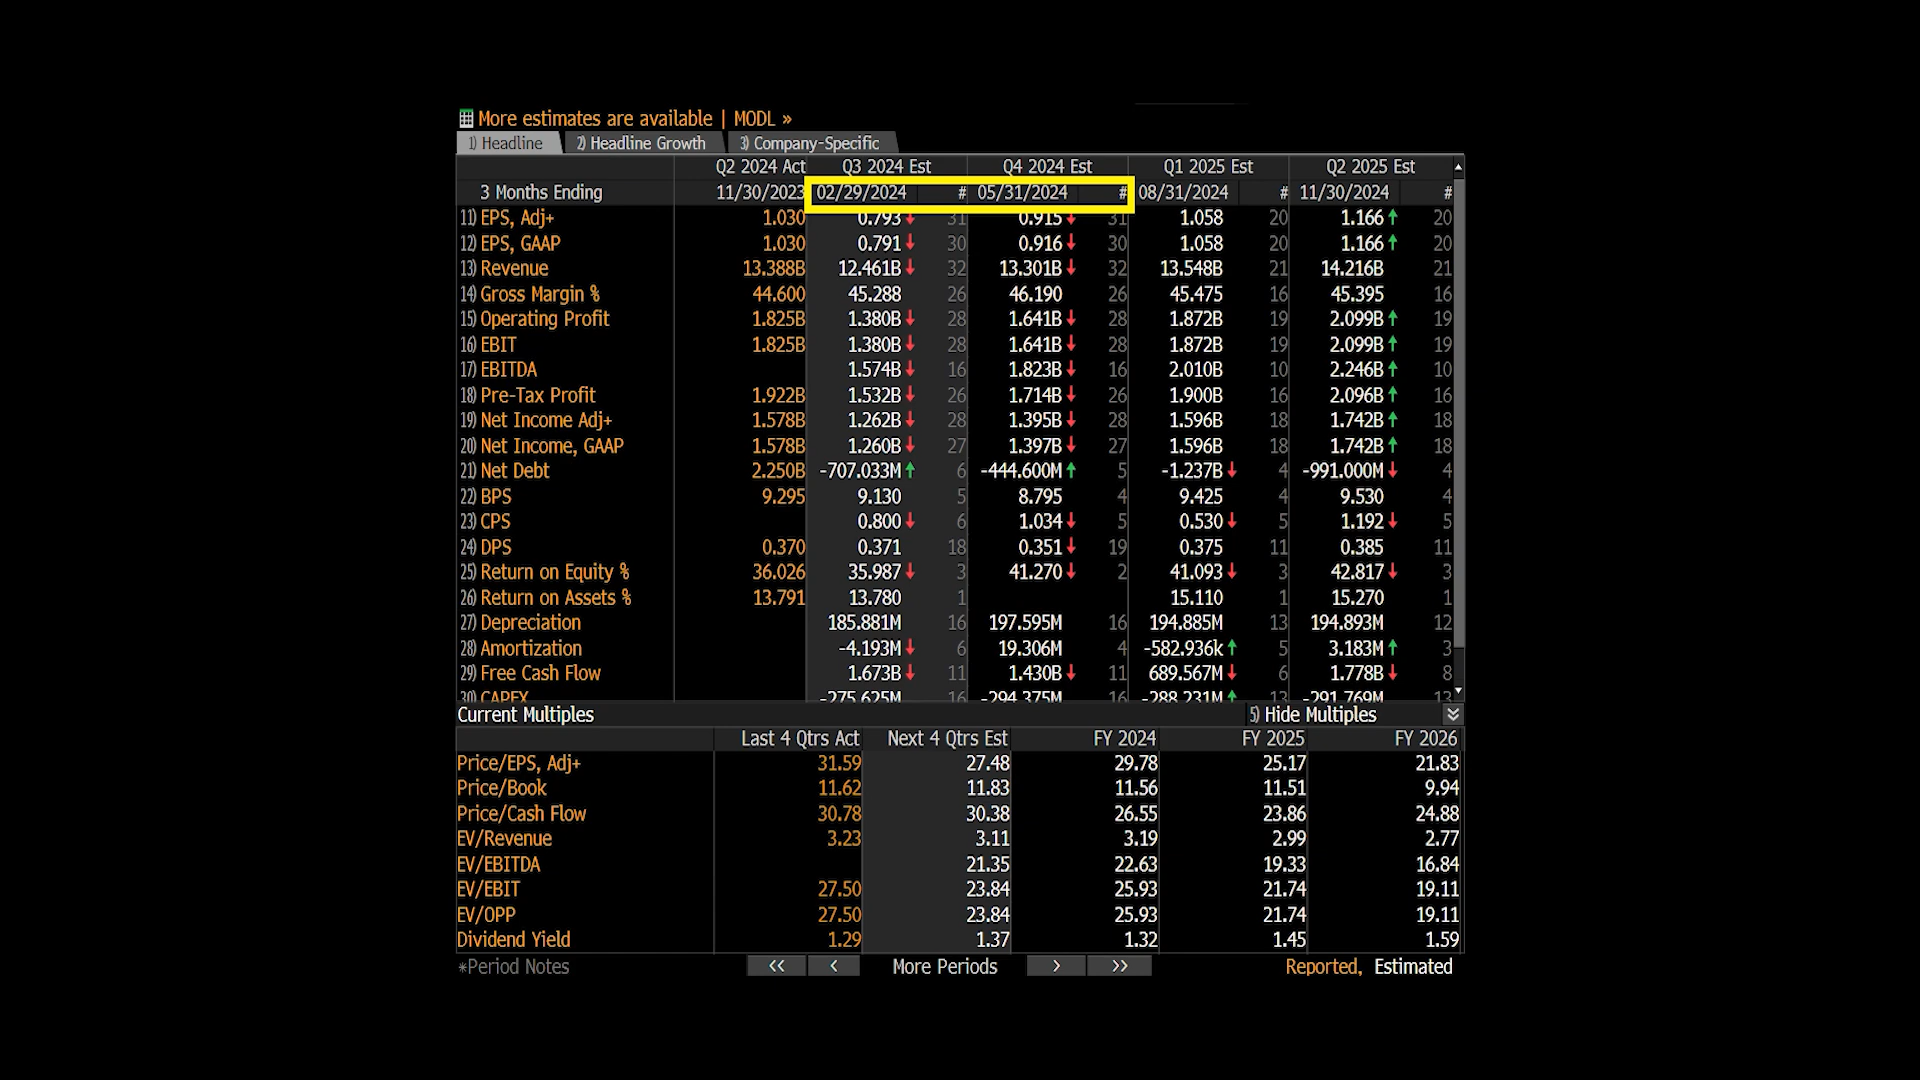 More estimates are available | MODL »
1) Headline 2) Headline Growth 3) Company-Specific
Q2 2024 Act Q3 2024 Est Q4 2024 Est Q1 2025 Est Q2 2025 Est
3 Months Ending 11/30/2023 02/29/2024 # 05/31/2024 # 08/31/2024 # 11/30/2024 #
11) EPS, Adj+ 1.030 0.793 ↓ 31 0.915 ↓ 31 1.058 20 1.166 ↑ 20
12) EPS, GAAP 1.030 0.791 ↓ 30 0.916 ↓ 30 1.058 20 1.166 ↑ 20
13) Revenue 13.388B 12.461B ↓ 32 13.301B ↓ 32 13.548B 21 14.216B 21
14) Gross Margin % 44.600 45.288 26 46.190 26 45.475 16 45.395 16
15) Operating Profit 1.825B 1.380B ↓ 28 1.641B ↓ 28 1.872B 19 2.099B ↑ 19
16) EBIT 1.825B 1.380B ↓ 28 1.641B ↓ 28 1.872B 19 2.099B ↑ 19
17) EBITDA 1.574B ↓ 16 1.823B ↓ 16 2.010B 10 2.246B ↑ 10
18) Pre-Tax Profit 1.922B 1.532B ↓ 26 1.714B ↓ 26 1.900B 16 2.096B ↑ 16
19) Net Income Adj+ 1.578B 1.262B ↓ 28 1.395B ↓ 28 1.596B 18 1.742B ↑ 18
20) Net Income, GAAP 1.578B 1.260B ↓ 27 1.397B ↓ 27 1.596B 18 1.742B ↑ 18
21) Net Debt 2.250B -707.033M ↑ 6 -444.600M ↑ 5 -1.237B ↓ 4 -991.000M ↓ 4
22) BPS 9.295 9.130 5 8.795 4 9.425 4 9.530 4
23) CPS 0.800 ↓ 6 1.034 ↓ 5 0.530 ↓ 5 1.192 ↓ 5
24) DPS 0.370 0.371 18 0.351 ↓ 19 0.375 11 0.385 11
25) Return on Equity % 36.026 35.987 ↓ 3 41.270 ↓ 2 41.093 ↓ 3 42.817 ↓ 3
26) Return on Assets % 13.791 13.780 1 15.110 1 15.270 1
27) Depreciation 185.881M 16 197.595M 16 194.885M 13 194.893M 12
28) Amortization -4.193M ↓ 6 19.306M 4 -582.936k ↑ 5 3.183M ↑ 3
29) Free Cash Flow 1.673B ↓ 11 1.430B ↓ 11 689.567M ↓ 6 1.778B ↓ 8
30) CAPEX -275.625M 16 -294.375M 16 -288.231M ↑ 13 -291.769M 13
Current Multiples 5) Hide Multiples
Last 4 Qtrs Act Next 4 Qtrs Est FY 2024 FY 2025 FY 2026
Price/EPS, Adj+ 31.59 27.48 29.78 25.17 21.83
Price/Book 11.62 11.83 11.56 11.51 9.94
Price/Cash Flow 30.78 30.38 26.55 23.86 24.88
EV/Revenue 3.23 3.11 3.19 2.99 2.77
EV/EBITDA 21.35 22.63 19.33 16.84
EV/EBIT 27.50 23.84 25.93 21.74 19.11
EV/OPP 27.50 23.84 25.93 21.74 19.11
Dividend Yield 1.29 1.37 1.32 1.45 1.59
*Period Notes << < More Periods > >> Reported, Estimated